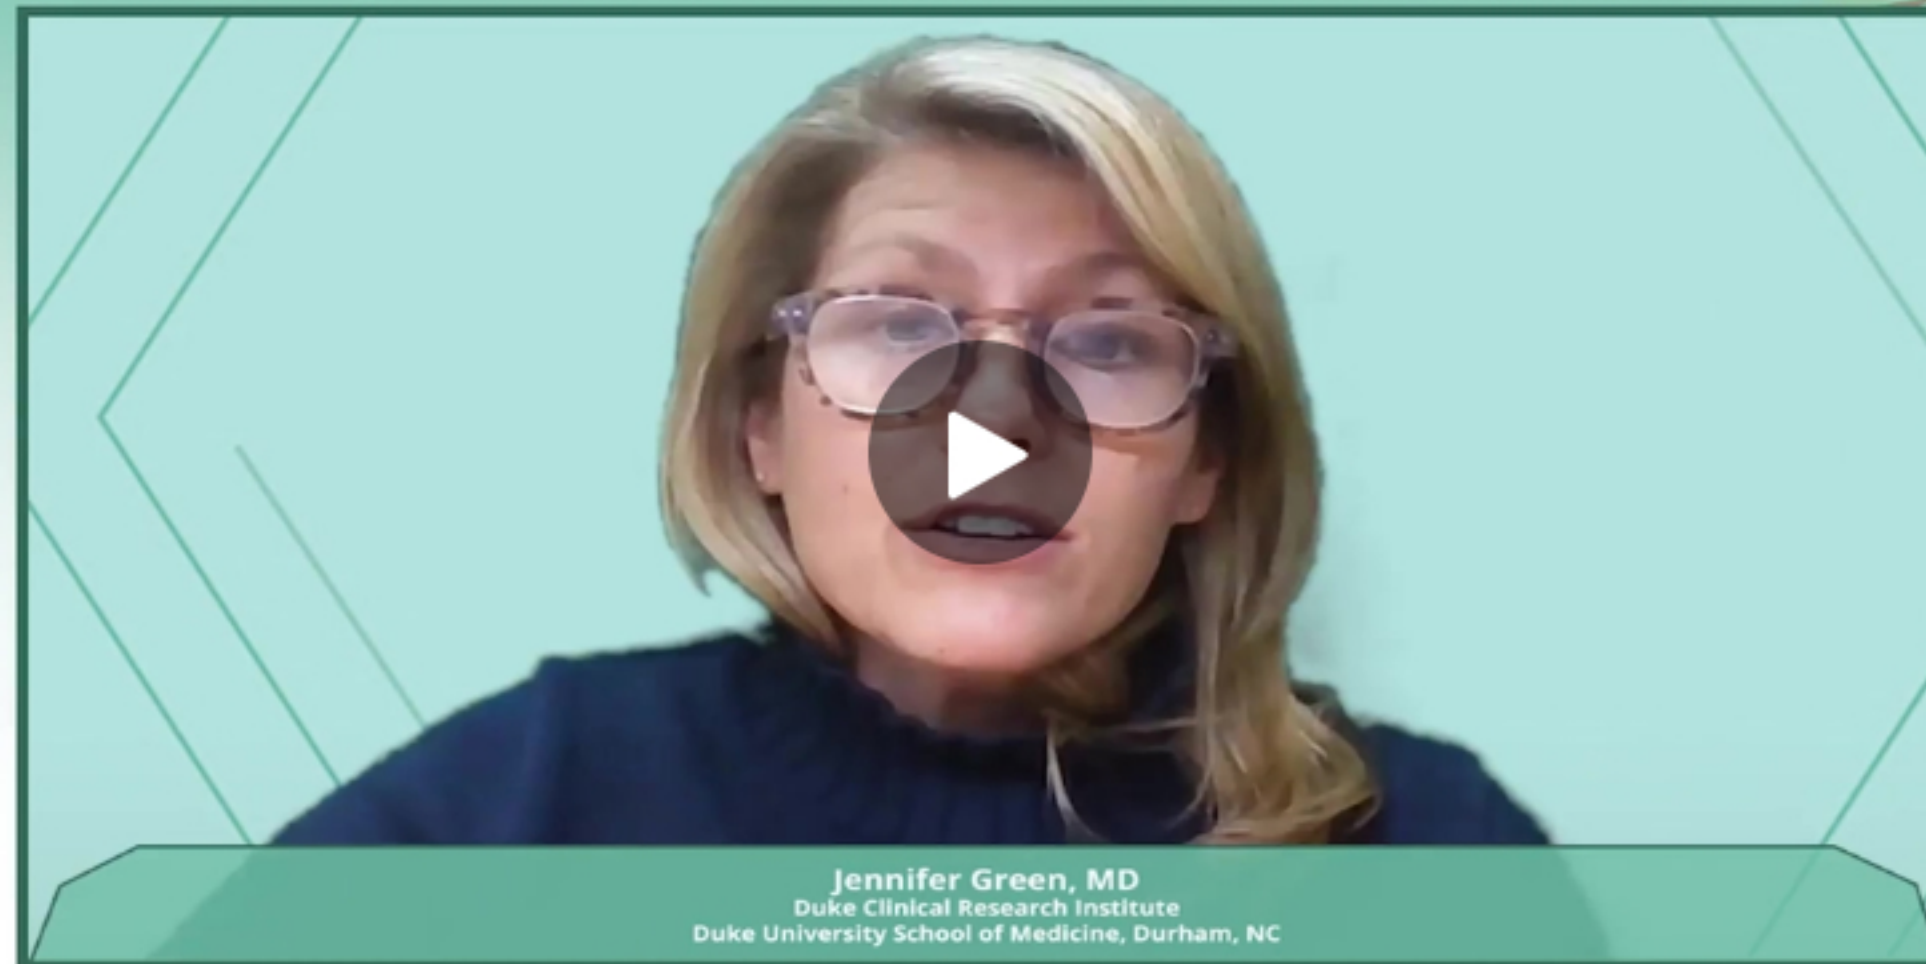 Jennifer Green, MD
Duke Clinical Research Institute
Duke University School of Medicine, Durham, NC